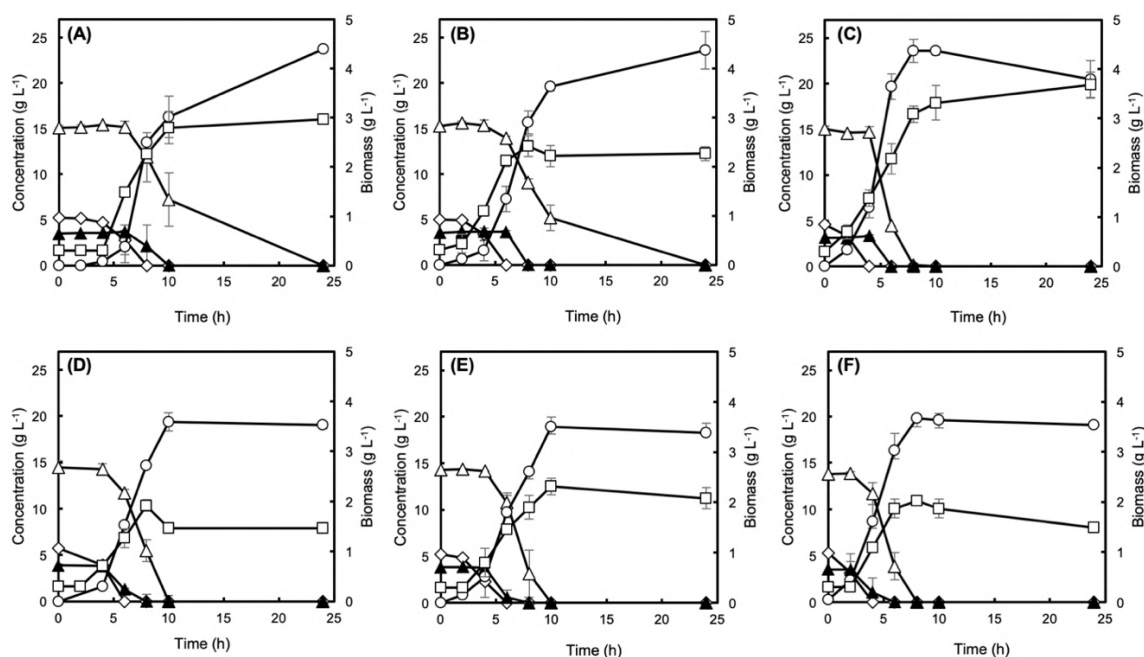 (A) (B) (C)
25 5 25 5 25 5
20 4 20 4 20 4
15 3 15 3 15 3
10 2 10 2 10 2
5 1 5 1 5 1
0 0 0 0 0 0
Concentration (g L-1) Biomass (g L-1) Concentration (g L-1) Biomass (g L-1) Concentration (g L-1) Biomass (g L-1)
0 5 10 15 20 25 0 5 10 15 20 25 0 5 10 15 20 25
Time (h) Time (h) Time (h)
(D) (E) (F)
25 5 25 5 25 5
20 4 20 4 20 4
15 3 15 3 15 3
10 2 10 2 10 2
5 1 5 1 5 1
0 0 0 0 0 0
Concentration (g L-1) Biomass (g L-1) Concentration (g L-1) Biomass (g L-1) Concentration (g L-1) Biomass (g L-1)
0 5 10 15 20 25 0 5 10 15 20 25 0 5 10 15 20 25
Time (h) Time (h) Time (h)